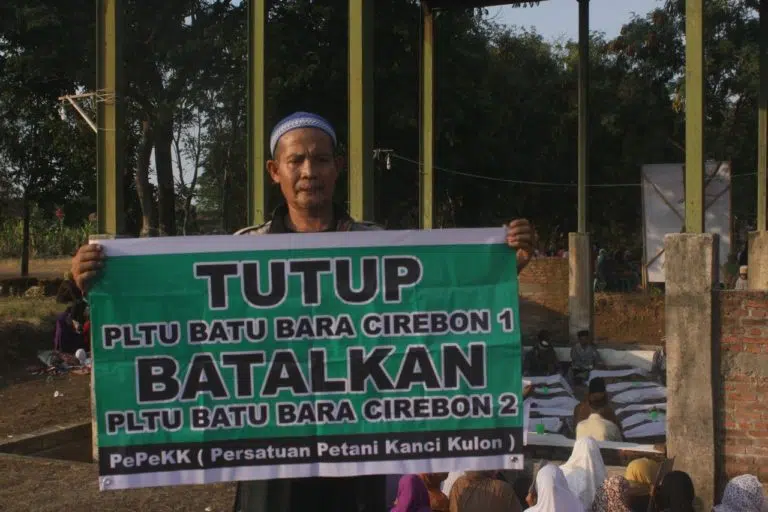 TUTUP
PLTU BATU BARA CIREBON 1
BATALKAN
PLTU BATU BARA CIREBON 2
PePeKK ( Persatuan Petani Kanci Kulon )